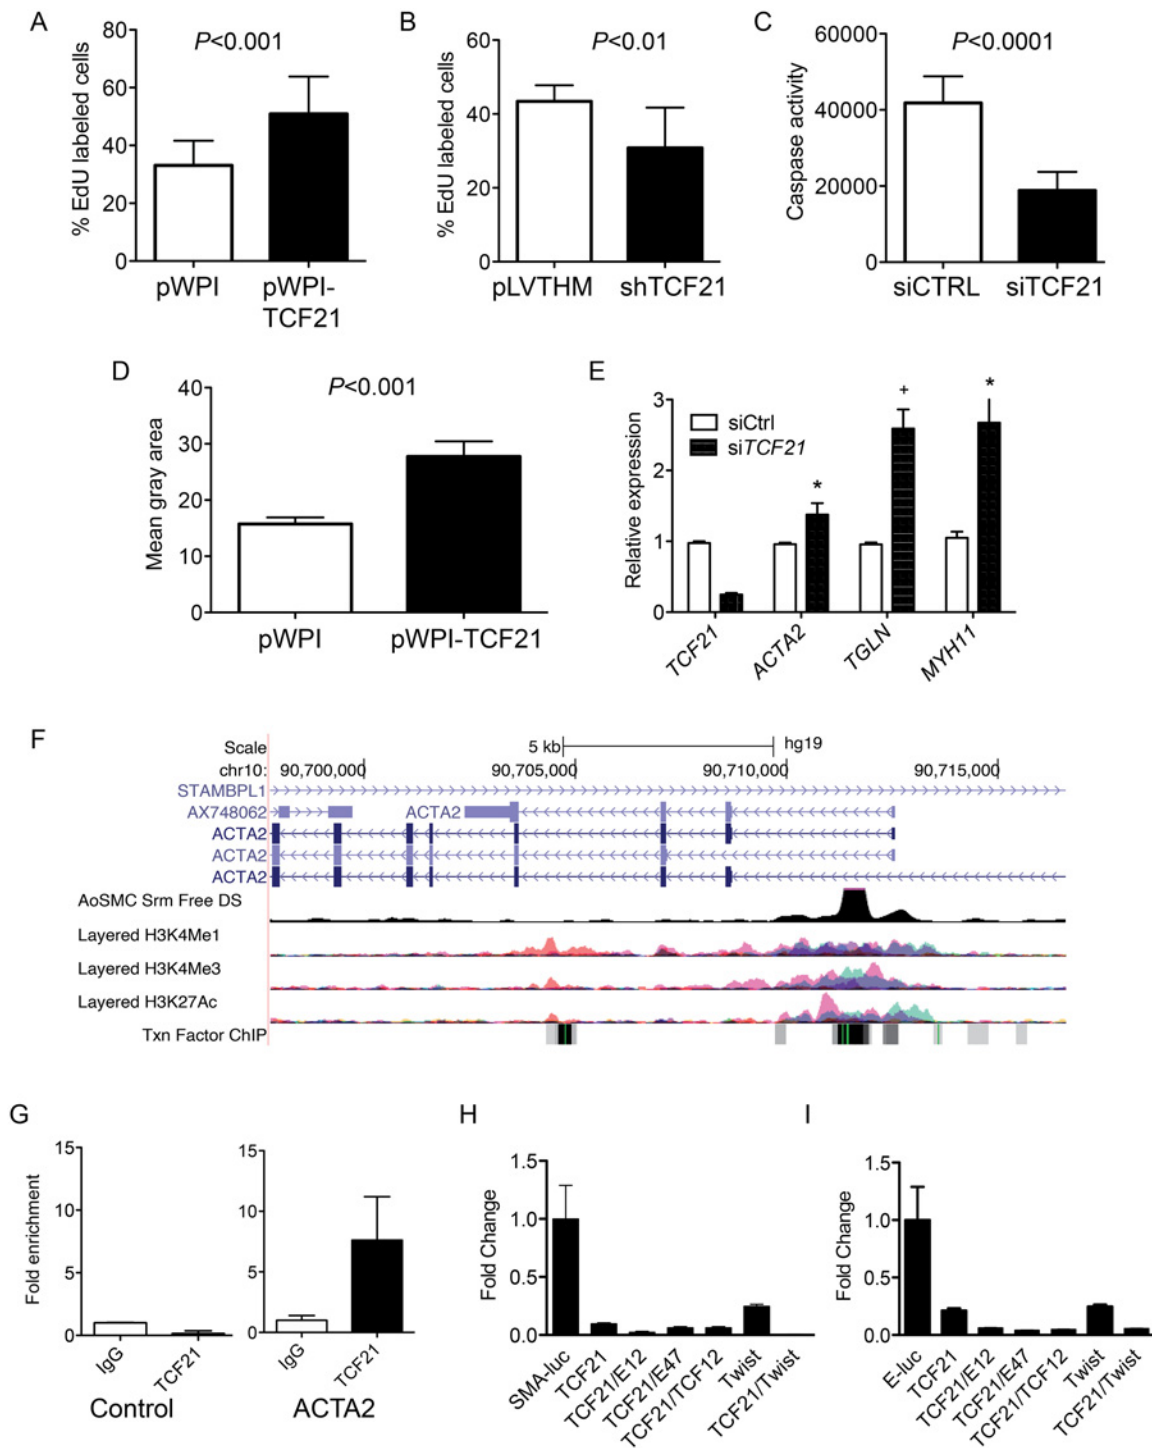 A
% EdU labeled cells
80
60
40
20
0
P<0.001
pWPI
pWPI-
TCF21
B
% EdU labeled cells
60
40
20
0
P<0.01
pLVTHM
shTCF21
C
Caspase activity
60000
40000
20000
0
P<0.0001
siCTRL
siTCF21
D
Mean gray area
40
30
20
10
0
P<0.001
pWPI
pWPI-TCF21
E
Relative expression
3
2
1
0
siCtrl
siTCF21
*
+
*
TCF21
ACTA2
TGLN
MYH11
F
Scale
5 kb
hg19
chr10:
90,700,000
90,705,000
90,710,000
90,715,000
STAMBPL1
AX748062
ACTA2
ACTA2
ACTA2
ACTA2
AoSMC Srm Free DS
Layered H3K4Me1
Layered H3K4Me3
Layered H3K27Ac
Txn Factor ChIP
G
Fold enrichment
15
10
5
0
IgG
TCF21
Control
15
10
5
0
IgG
TCF21
ACTA2
H
Fold Change
1.5
1.0
0.5
0.0
SMA-luc
TCF21
TCF21/E12
TCF21/E47
TCF21/TCF12
Twist
TCF21/Twist
I
Fold Change
1.5
1.0
0.5
0.0
E-luc
TCF21
TCF21/E12
TCF21/E47
TCF21/TCF12
Twist
TCF21/Twist